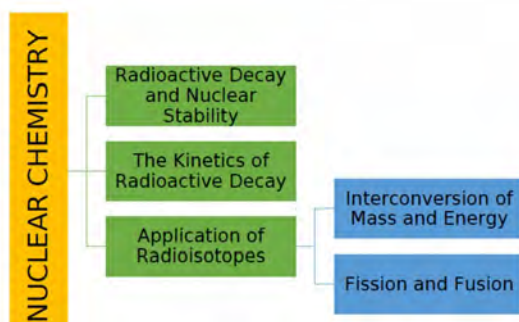 NUCLEAR CHEMISTRY
Radioactive Decay
and Nuclear
Stability
The Kinetics of
Radioactive Decay
Application of
Radioisotopes
Interconversion of
Mass and Energy
Fission and Fusion